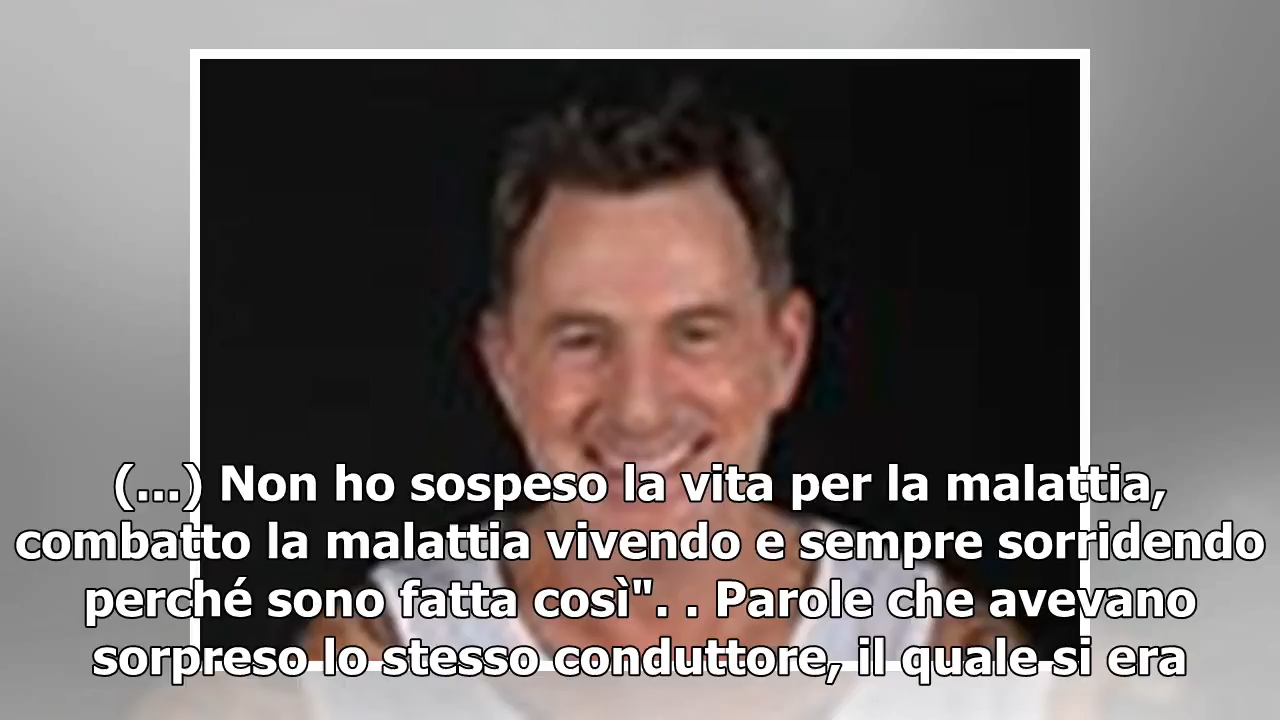 (...) Non ho sospeso la vita per la malattia,
combatto la malattia vivendo e sempre sorridendo
perché sono fatta così". . Parole che avevano
sorpreso lo stesso conduttore, il quale si era